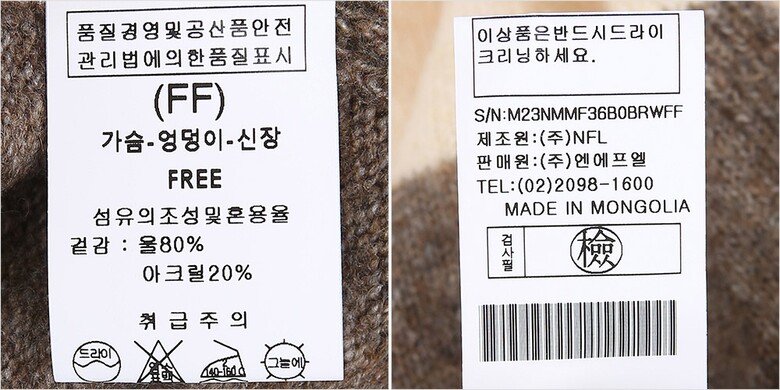 품질경영및공산품안전
관리법에의한품질표시
(FF)
가슴-엉덩이-신장
FREE
섬유의조성및혼용율
겉감 : 울80%
아크릴20%
취급주의
드라이
염소
표백
140-160℃
그늘에
이상품은반드시드라이
크리닝하세요.
S/N:M23NMMF36B0BRWFF
제조원:(주)NFL
판매원:(주)엔에프엘
TEL:(02)2098-1600
MADE IN MONGOLIA
검사필
檢